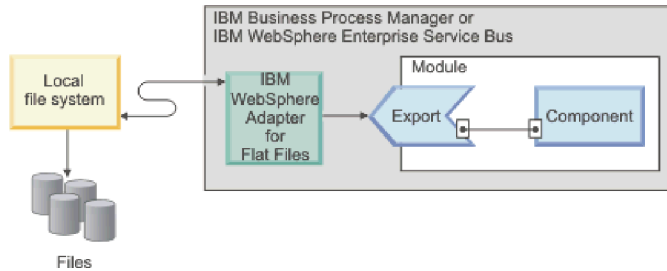 IBM Business Process Manager or
IBM WebSphere Enterprise Service Bus
Local
file system
IBM
WebSphere
Adapter
for
Flat Files
Module
Export
Component
Files